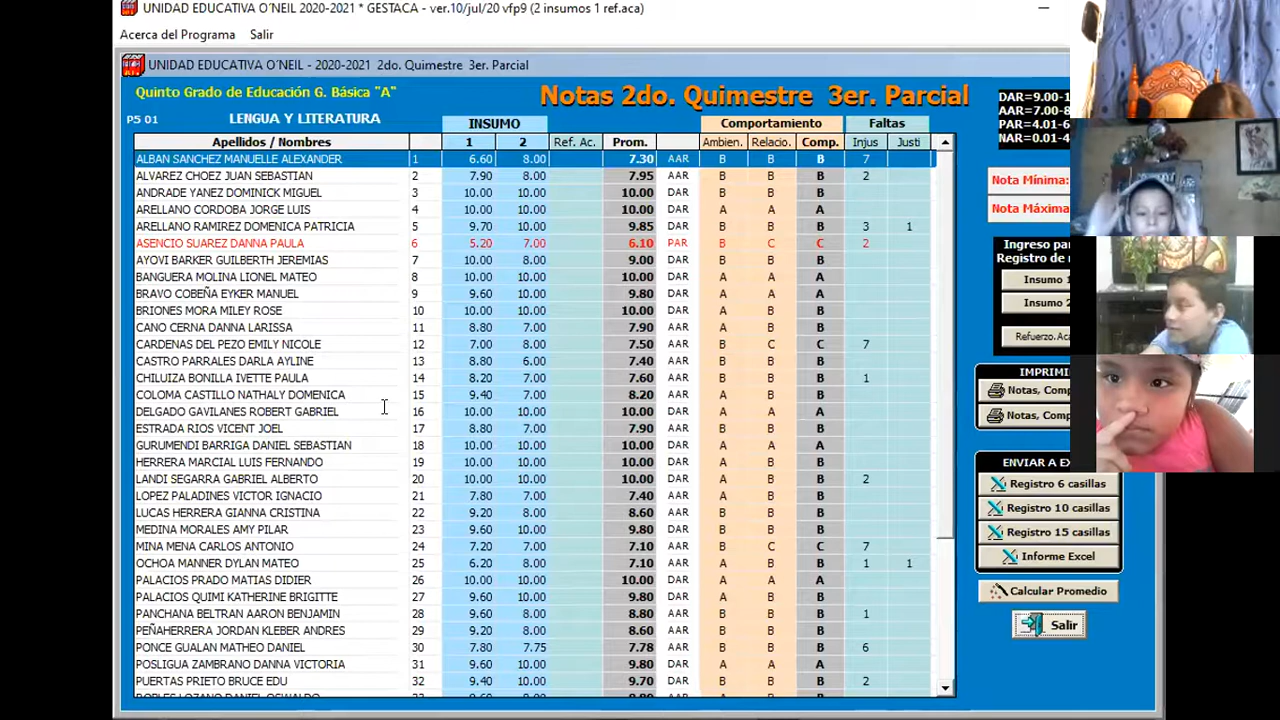 UNIDAD EDUCATIVA O´NEIL 2020-2021 * GESTACA - ver.10/jul/20 vfp9 (2 insumos 1 ref.aca)
Acerca del Programa Salir
UNIDAD EDUCATIVA O´NEIL - 2020-2021 2do. Quimestre 3er. Parcial
Quinto Grado de Educación G. Básica "A"
Notas 2do. Quimestre 3er. Parcial
P5 01 LENGUA Y LITERATURA
INSUMO Comportamiento Faltas
Apellidos / Nombres 1 2 Ref. Ac. Prom. Ambien. Relacio. Comp. Injus Justi
ALBAN SANCHEZ MANUELLE ALEXANDER 1 6.60 8.00 7.30 AAR B B B 7
ALVAREZ CHOEZ JUAN SEBASTIAN 2 7.90 8.00 7.95 AAR B B B 2
ANDRADE YANEZ DOMINICK MIGUEL 3 10.00 10.00 10.00 DAR B B B
ARELLANO CORDOBA JORGE LUIS 4 10.00 10.00 10.00 DAR A A A
ARELLANO RAMIREZ DOMENICA PATRICIA 5 9.70 10.00 9.85 DAR B B B 3 1
ASENCIO SUAREZ DANNA PAULA 6 5.20 7.00 6.10 PAR B C C 2
AYOVI BARKER GUILBERTH JEREMIAS 7 10.00 8.00 9.00 DAR B B B
BANGUERA MOLINA LIONEL MATEO 8 10.00 10.00 10.00 DAR A A A
BRAVO COBEÑA EYKER MANUEL 9 9.60 10.00 9.80 DAR A A A
BRIONES MORA MILEY ROSE 10 10.00 10.00 10.00 DAR A B B
CANO CERNA DANNA LARISSA 11 8.80 7.00 7.90 AAR A B B
CARDENAS DEL PEZO EMILY NICOLE 12 7.00 8.00 7.50 AAR B C C 7
CASTRO PARRALES DARLA AYLINE 13 8.80 6.00 7.40 AAR B B B
CHILUIZA BONILLA IVETTE PAULA 14 8.20 7.00 7.60 AAR B B B 1
COLOMA CASTILLO NATHALY DOMENICA 15 9.40 7.00 8.20 AAR A B B
DELGADO GAVILANES ROBERT GABRIEL 16 10.00 10.00 10.00 DAR A A A
ESTRADA RIOS VICENT JOEL 17 8.80 7.00 7.90 AAR A B B
GURUMENDI BARRIGA DANIEL SEBASTIAN 18 10.00 10.00 10.00 DAR A A A
HERRERA MARCIAL LUIS FERNANDO 19 10.00 10.00 10.00 DAR A B B
LANDI SEGARRA GABRIEL ALBERTO 20 10.00 10.00 10.00 DAR A B B 2
LOPEZ PALADINES VICTOR IGNACIO 21 7.80 7.00 7.40 AAR A B B
LUCAS HERRERA GIANNA CRISTINA 22 9.20 8.00 8.60 AAR A B B
MEDINA MORALES AMY PILAR 23 9.60 10.00 9.80 DAR A B B
MINA MENA CARLOS ANTONIO 24 7.20 7.00 7.10 AAR B C C 7
OCHOA MANNER DYLAN MATEO 25 6.20 8.00 7.10 AAR A B B 1 1
PALACIOS PRADO MATIAS DIDIER 26 10.00 10.00 10.00 DAR A A A
PALACIOS QUIMI KATHERINE BRIGITTE 27 9.60 10.00 9.80 DAR A B B
PANCHANA BELTRAN AARON BENJAMIN 28 9.60 8.00 8.80 AAR B B B 1
PEÑAHERRERA JORDAN KLEBER ANDRES 29 9.20 8.00 8.60 AAR B B B
PONCE GUALAN MATHEO DANIEL 30 7.80 7.75 7.78 AAR B B B 6
POSLIGUA ZAMBRANO DANNA VICTORIA 31 9.60 10.00 9.80 DAR A A A
PUERTAS PRIETO BRUCE EDU 32 9.40 10.00 9.70 DAR B B B 2
DAR=9.00-1
AAR=7.00-8
PAR=4.01-6
NAR=0.01-4
Nota Mínima:
Nota Máxima
Ingreso pa
Registro de
Insumo 1
Insumo 2
Refuerzo.Aca
IMPRIMI
Notas, Comp
Notas, Comp
ENVIAR A E
Registro 6 casillas
Registro 10 casillas
Registro 15 casillas
Informe Excel
Calcular Promedio
Salir